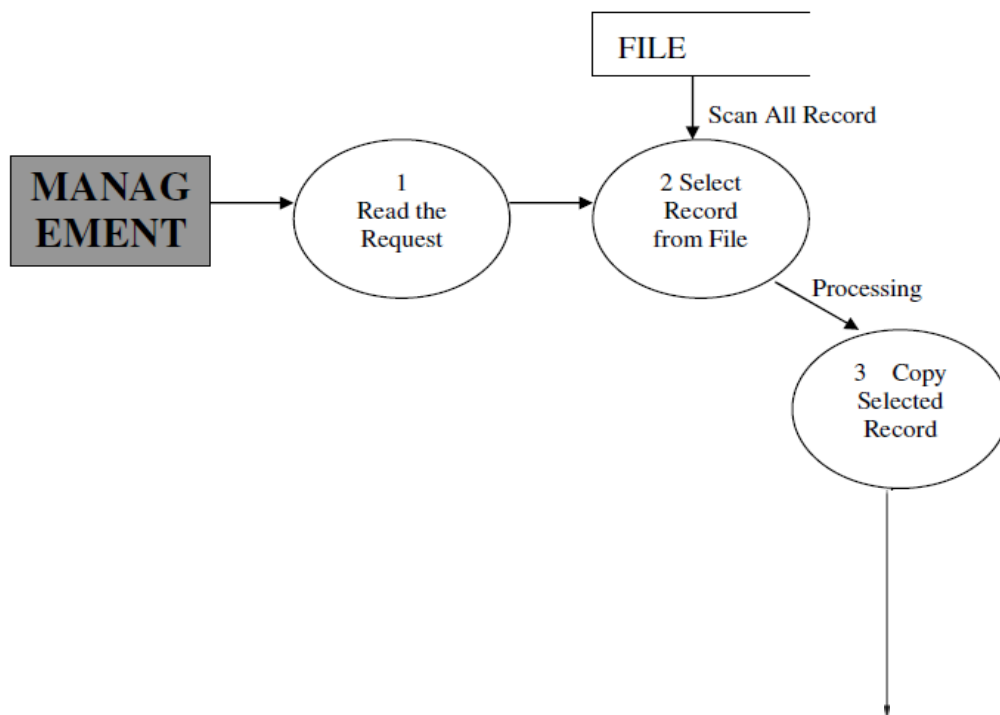 FILE
Scan All Record
MANAG
EMENT
1
Read the
Request
2 Select
Record
from File
Processing
3 Copy
Selected
Record